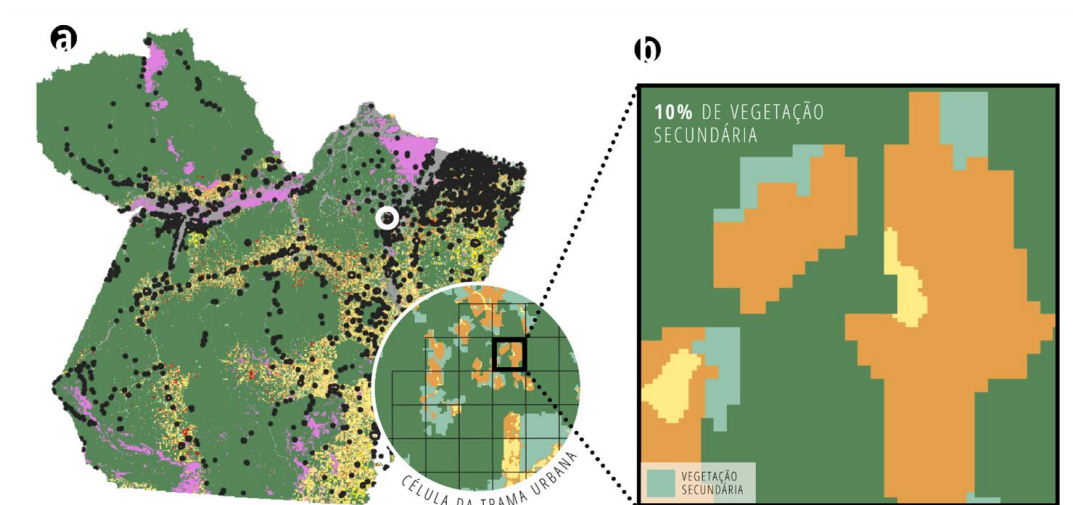 a
b
10% DE VEGETAÇÃO
SECUNDÁRIA
CÉLULA DA TRAMA URBANA
VEGETAÇÃO
SECUNDÁRIA